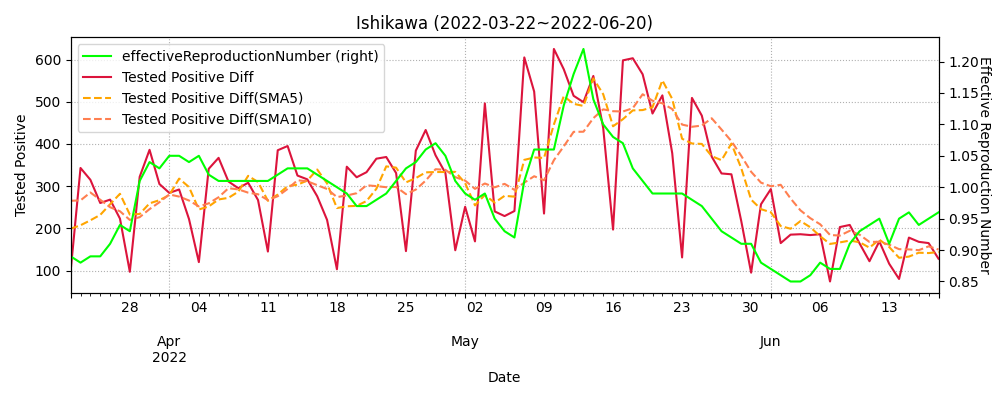 Ishikawa (2022-03-22~2022-06-20)
effectiveReproductionNumber (right)
Tested Positive Diff
Tested Positive Diff(SMA5)
Tested Positive Diff(SMA10)
Tested Positive
600
500
400
300
200
100
Effective Reproduction Number
1.20
1.15
1.10
1.05
1.00
0.95
0.90
0.85
28 04 11 18 25 02 09 16 23 30 06 13
Apr May Jun
2022
Date